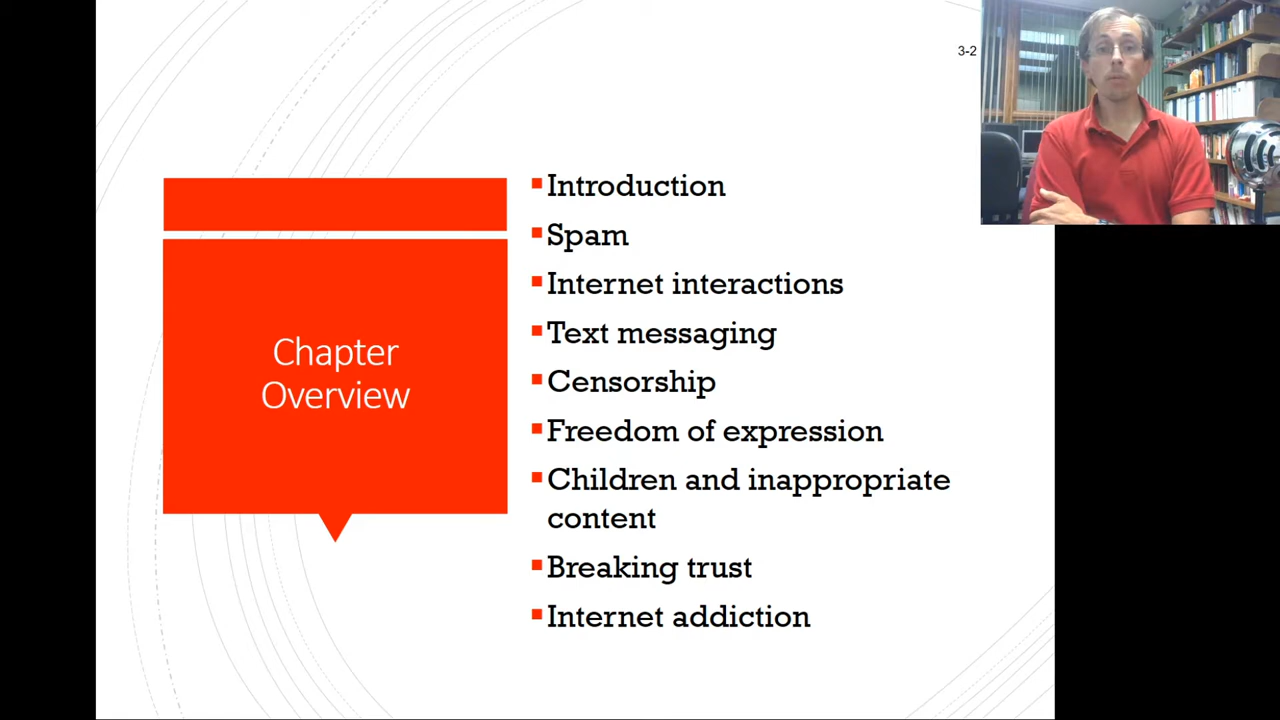 3-2
Chapter
Overview
Introduction
Spam
Internet interactions
Text messaging
Censorship
Freedom of expression
Children and inappropriate
content
Breaking trust
Internet addiction